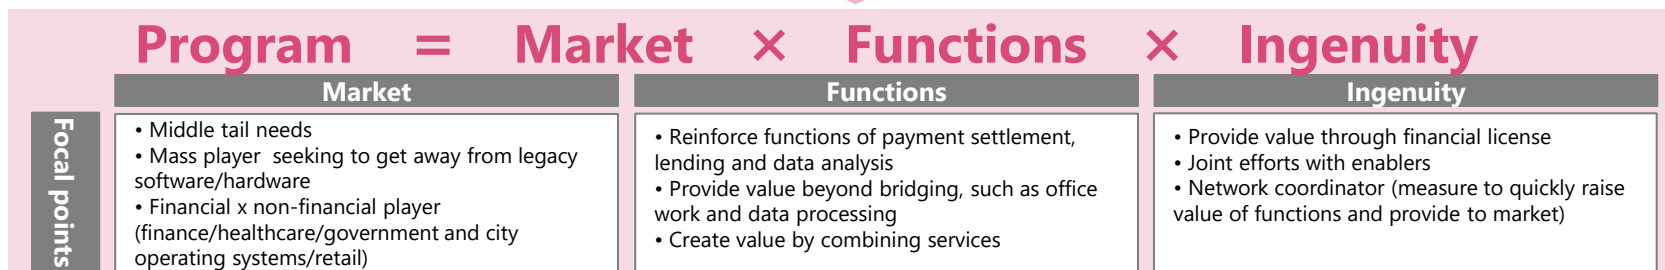 Program = Market × Functions × Ingenuity
Market
Functions
Ingenuity
Focal points
• Middle tail needs
• Mass player  seeking to get away from legacy
software/hardware
• Financial x non-financial player
(finance/healthcare/government and city
operating systems/retail)
• Reinforce functions of payment settlement,
lending and data analysis
• Provide value beyond bridging, such as office
work and data processing
• Create value by combining services
• Provide value through financial license
• Joint efforts with enablers
• Network coordinator (measure to quickly raise
value of functions and provide to market)